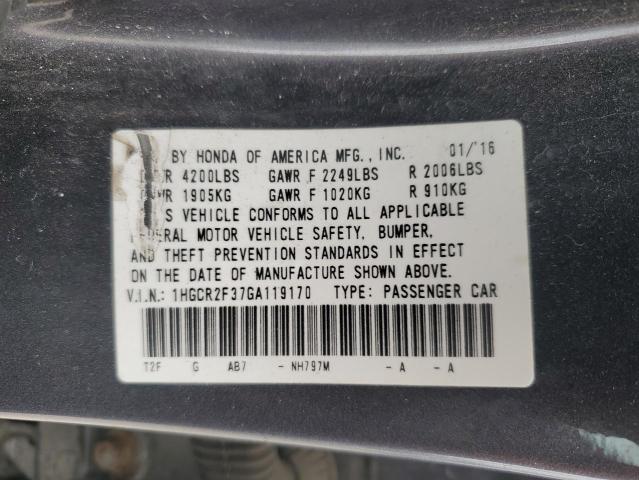 BY HONDA OF AMERICA MFG., INC. 01/'16
4200LBS GAWR F 2249LBS R 2006LBS
1905KG GAWR F 1020KG R 910KG
VEHICLE CONFORMS TO ALL APPLICABLE
FEDERAL MOTOR VEHICLE SAFETY, BUMPER,
AND THEFT PREVENTION STANDARDS IN EFFECT
ON THE DATE OF MANUFACTURE SHOWN ABOVE.
V.I.N.: 1HGCR2F37GA119170 TYPE: PASSENGER CAR
T2F G AB7 - NH797M - A - A